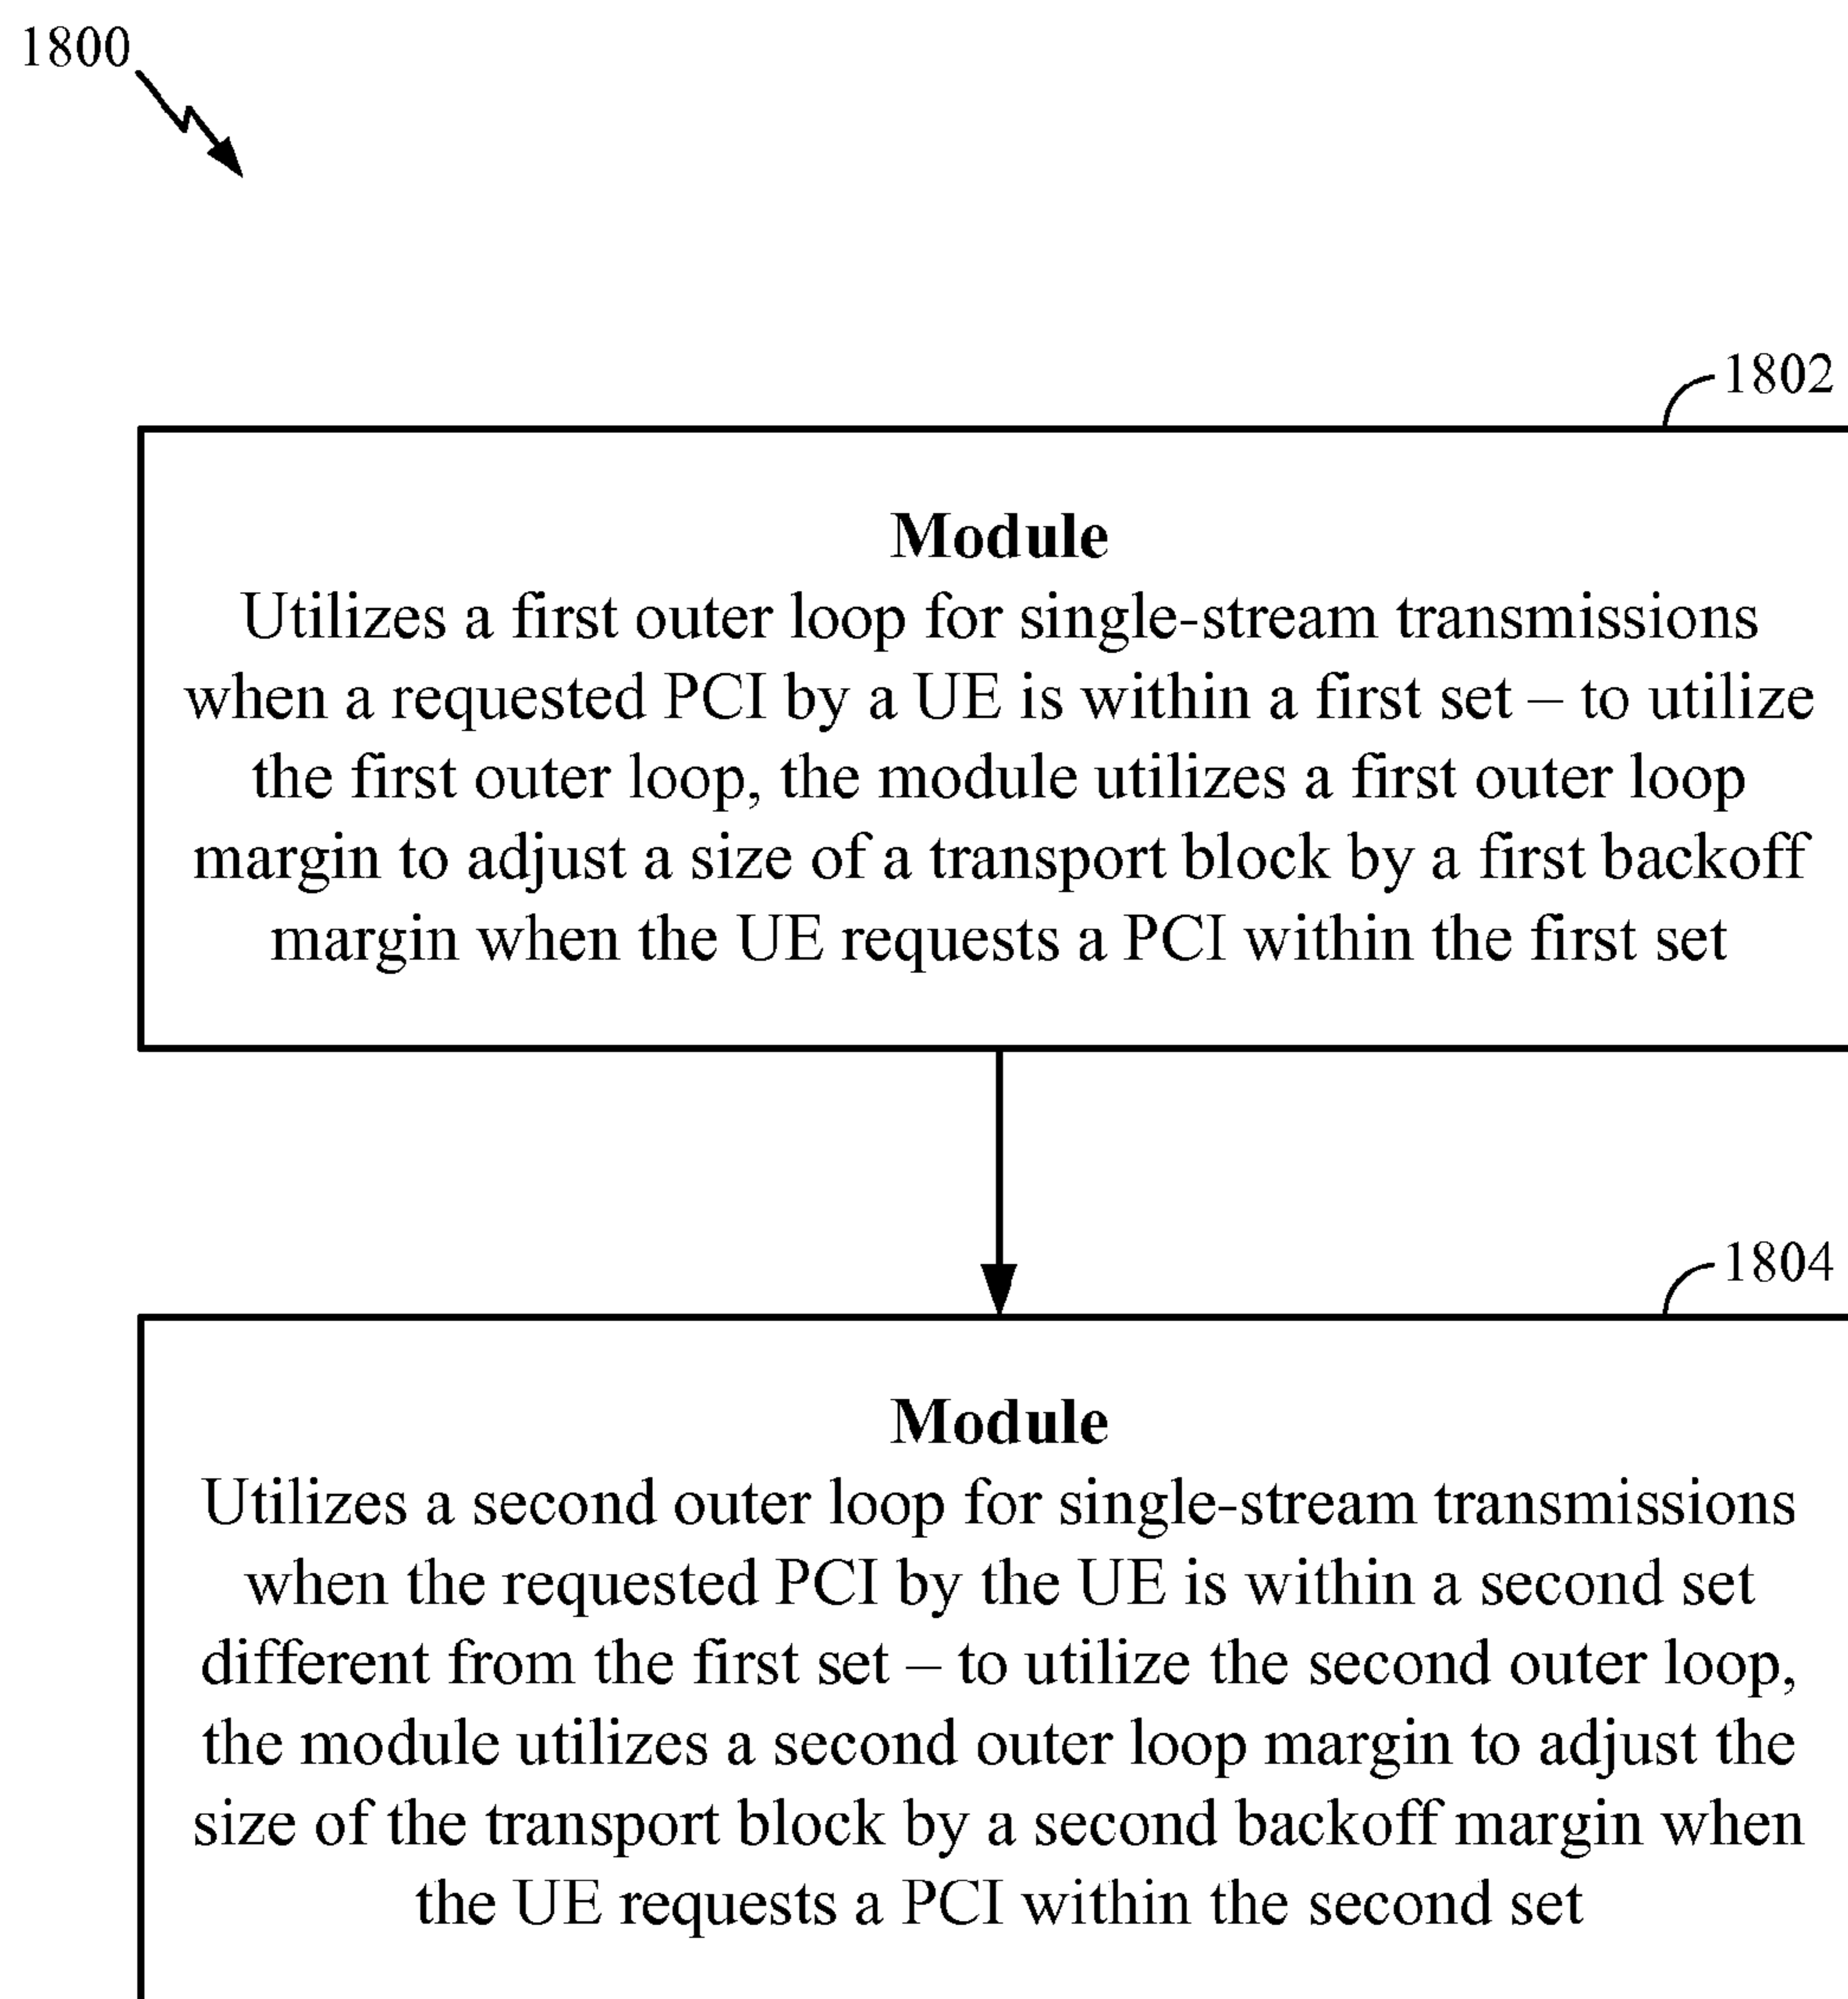 1800
1802
Module
Utilizes a first outer loop for single-stream transmissions
when a requested PCI by a UE is within a first set – to utilize
the first outer loop, the module utilizes a first outer loop
margin to adjust a size of a transport block by a first backoff
margin when the UE requests a PCI within the first set
1804
Module
Utilizes a second outer loop for single-stream transmissions
when the requested PCI by the UE is within a second set
different from the first set – to utilize the second outer loop,
the module utilizes a second outer loop margin to adjust the
size of the transport block by a second backoff margin when
the UE requests a PCI within the second set